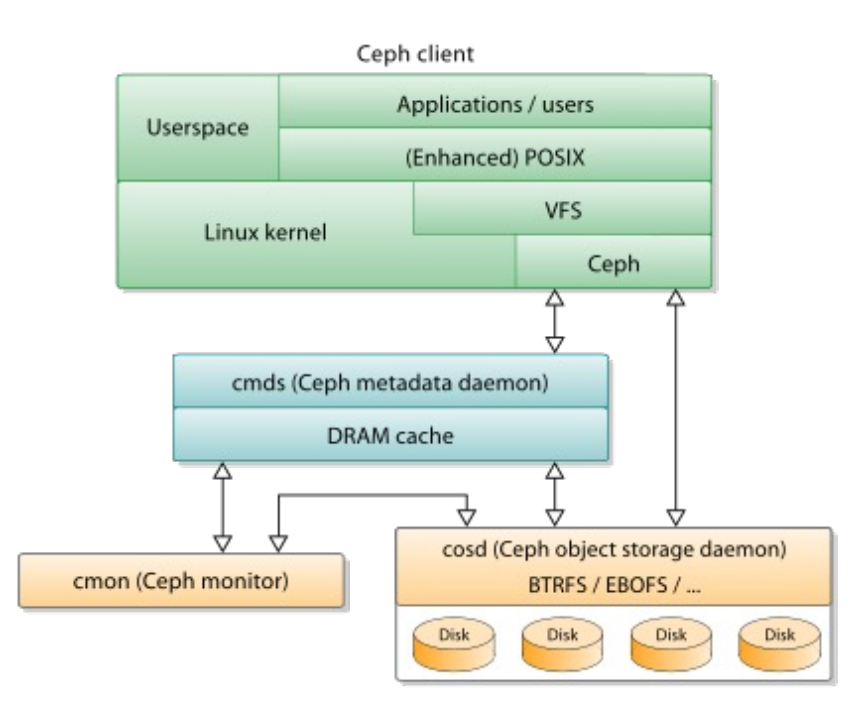 Ceph client
Userspace
Applications / users
(Enhanced) POSIX
Linux kernel
VFS
Ceph
cmds (Ceph metadata daemon)
DRAM cache
cmon (Ceph monitor)
cosd (Ceph object storage daemon)
BTRFS / EBOFS / ...
Disk
Disk
Disk
Disk